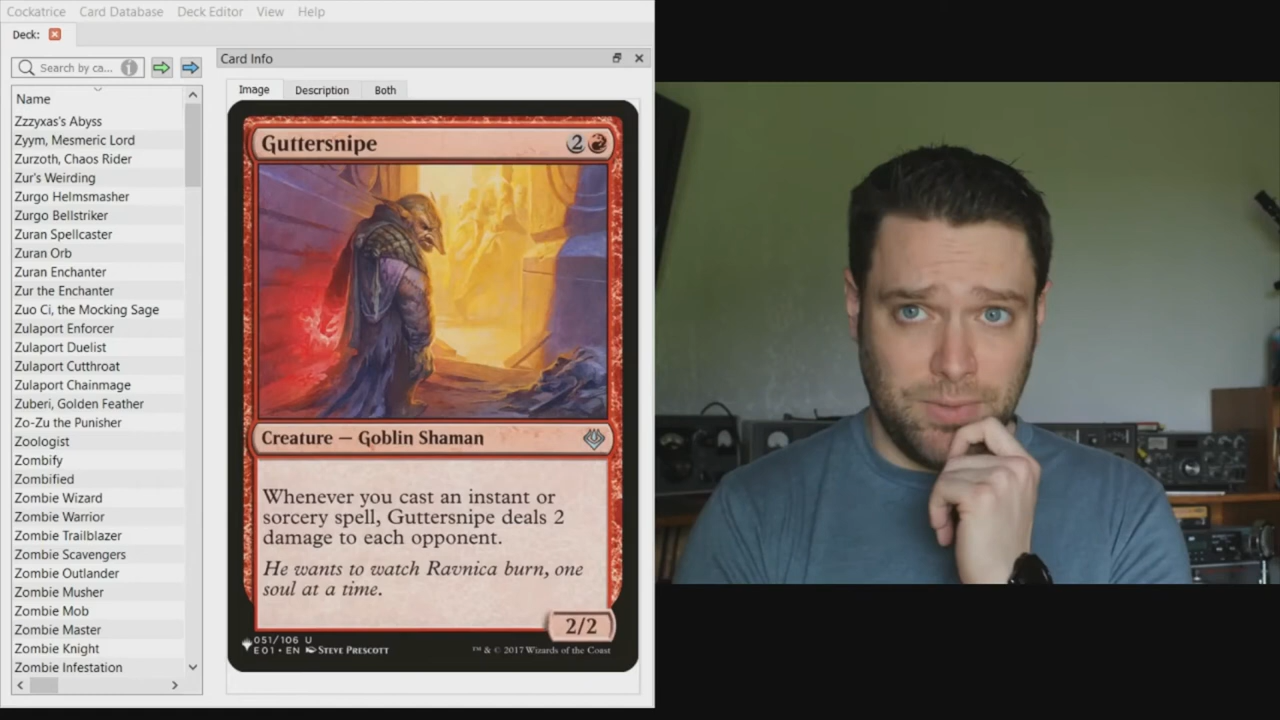 Cockatrice Card Database Deck Editor View Help
Deck:
Search by ca...
Card Info
Image Description Both
Name
Zzzyxas's Abyss
Zyym, Mesmeric Lord
Zurzoth, Chaos Rider
Zur's Weirding
Zurgo Helmsmasher
Zurgo Bellstriker
Zuran Spellcaster
Zuran Orb
Zuran Enchanter
Zur the Enchanter
Zuo Ci, the Mocking Sage
Zulaport Enforcer
Zulaport Duelist
Zulaport Cutthroat
Zulaport Chainmage
Zuberi, Golden Feather
Zo-Zu the Punisher
Zoologist
Zombify
Zombified
Zombie Wizard
Zombie Warrior
Zombie Trailblazer
Zombie Scavengers
Zombie Outlander
Zombie Musher
Zombie Mob
Zombie Master
Zombie Knight
Zombie Infestation
Guttersnipe 2
Creature — Goblin Shaman
Whenever you cast an instant or
sorcery spell, Guttersnipe deals 2
damage to each opponent.
He wants to watch Ravnica burn, one
soul at a time.
2/2
051/106 U
E01 • EN Steve Prescott
™ & © 2017 Wizards of the Coast